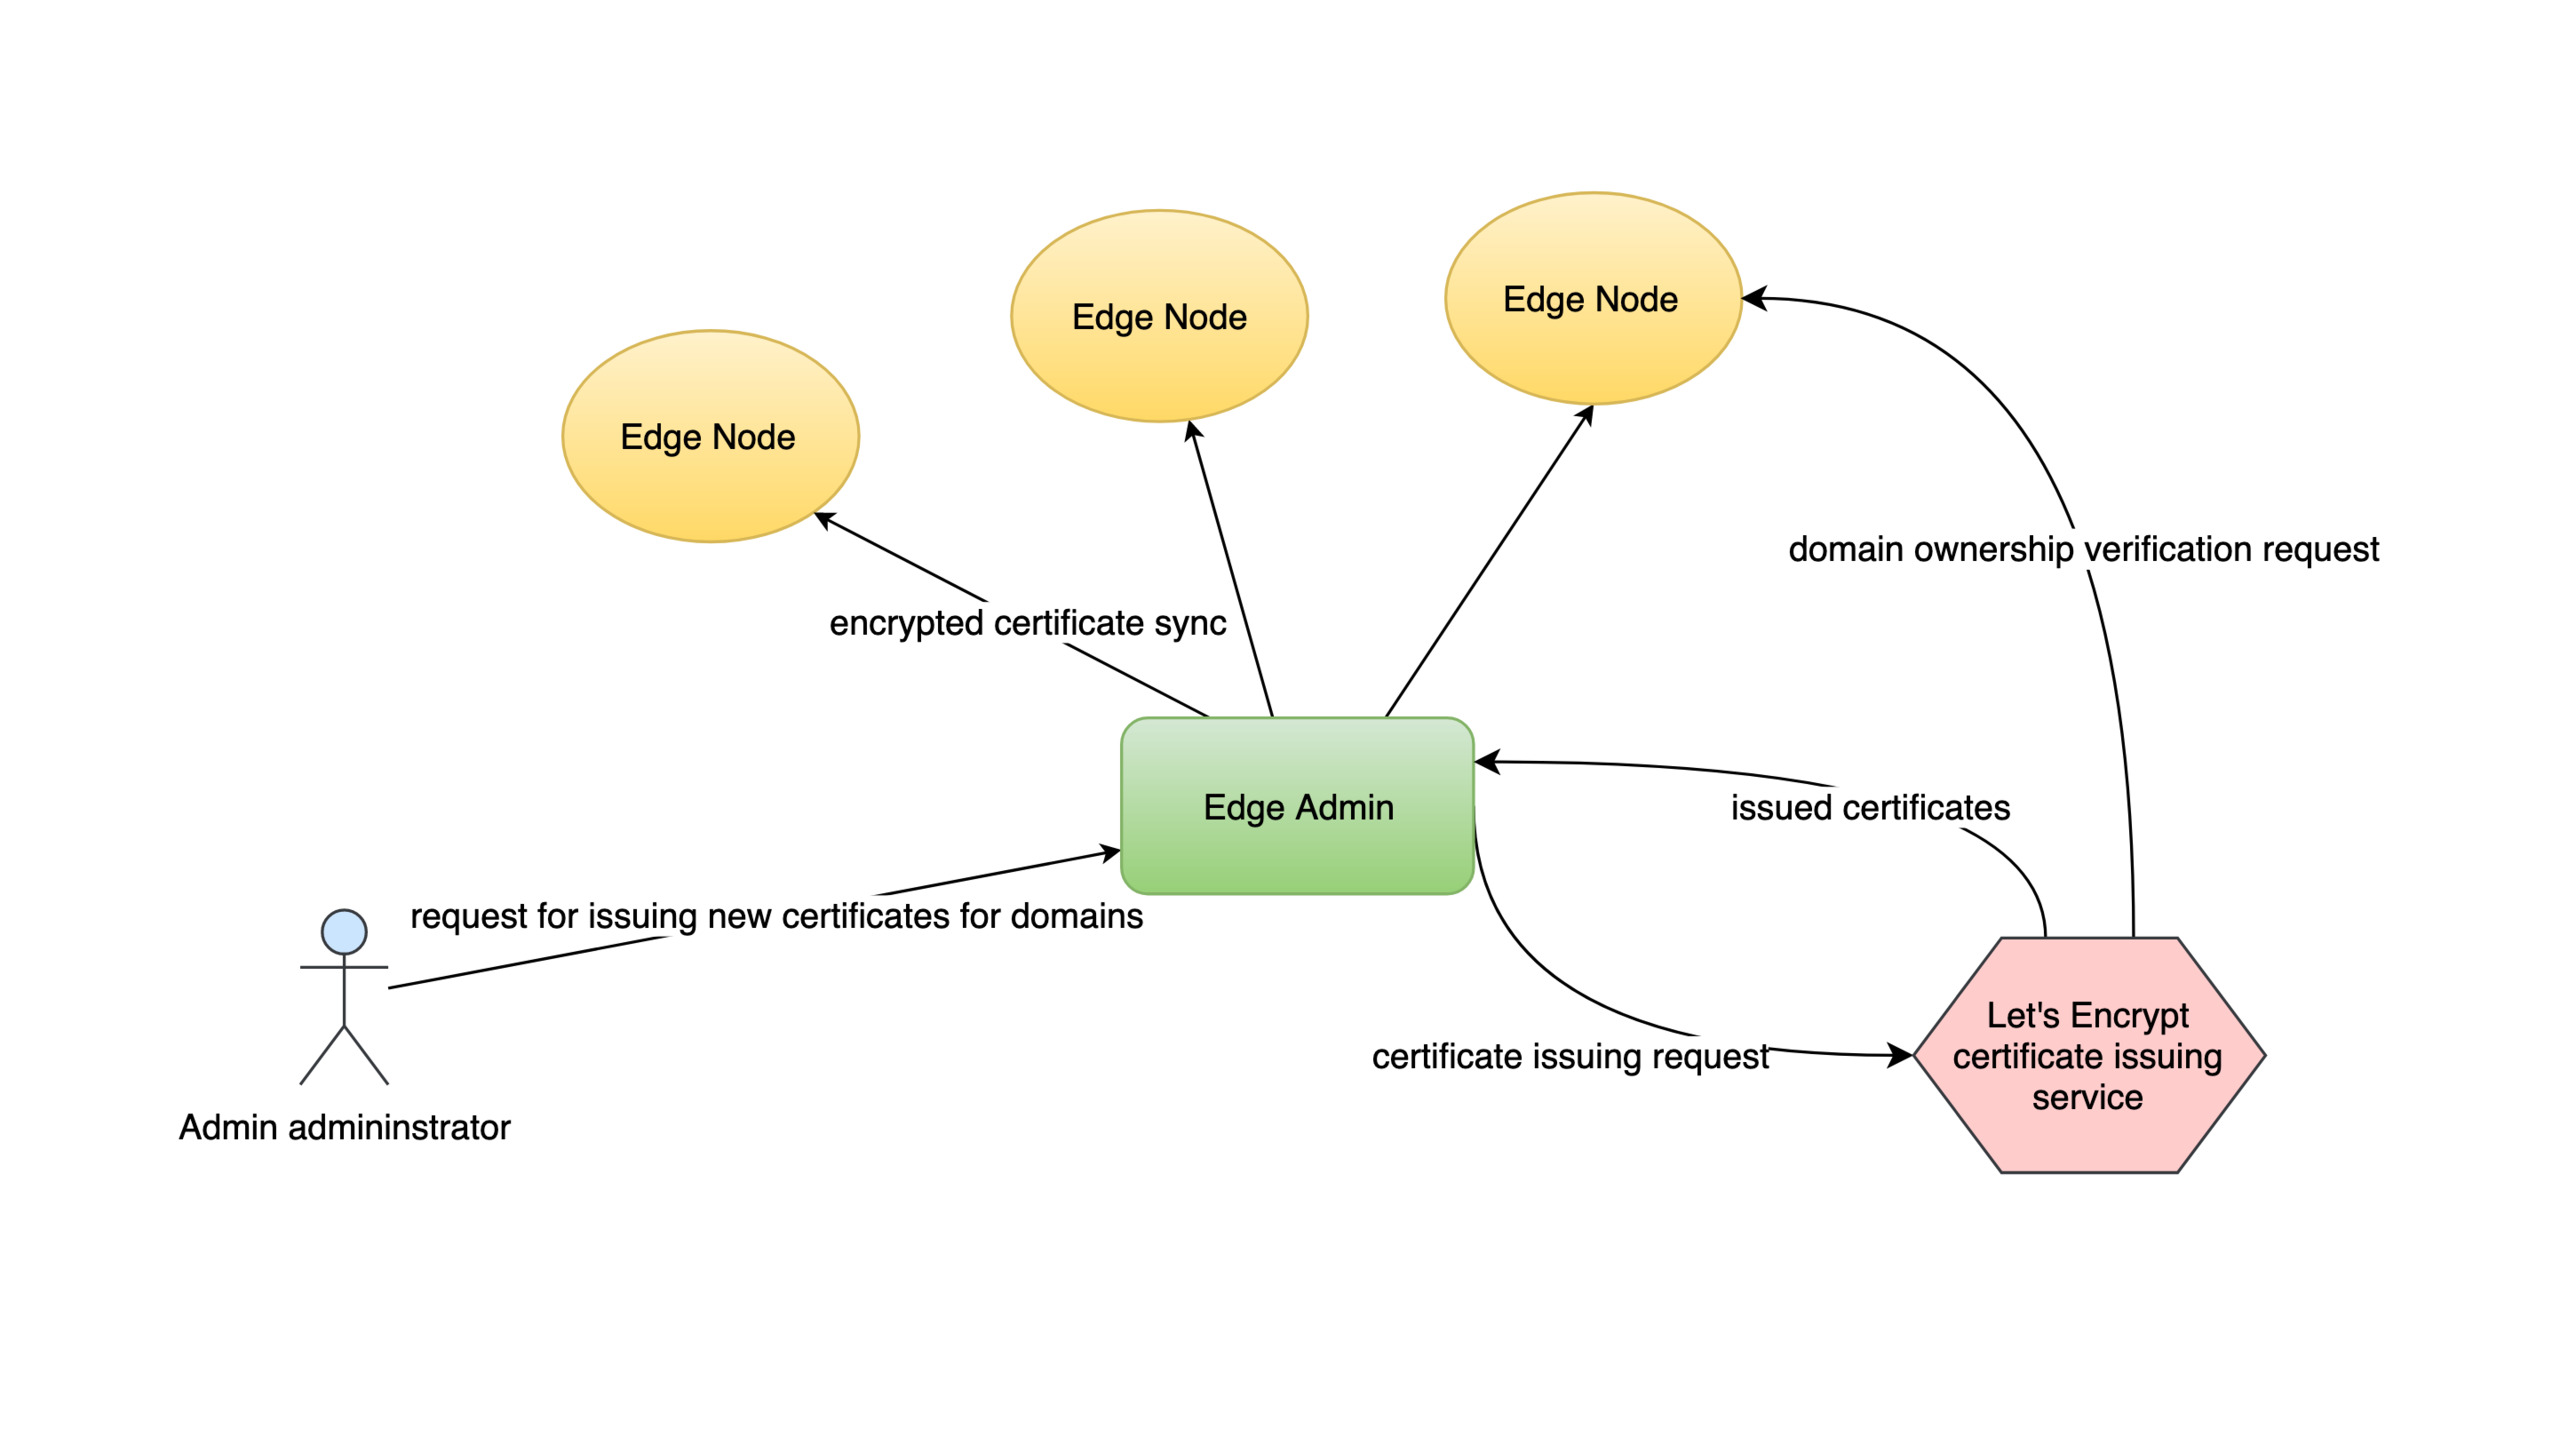 Edge Node
Edge Node
Edge Node
domain ownership verification request
encrypted certificate sync
Edge Admin
issued certificates
request for issuing new certificates for domains
Let's Encrypt
certificate issuing
service
certificate issuing request
Admin admininstrator